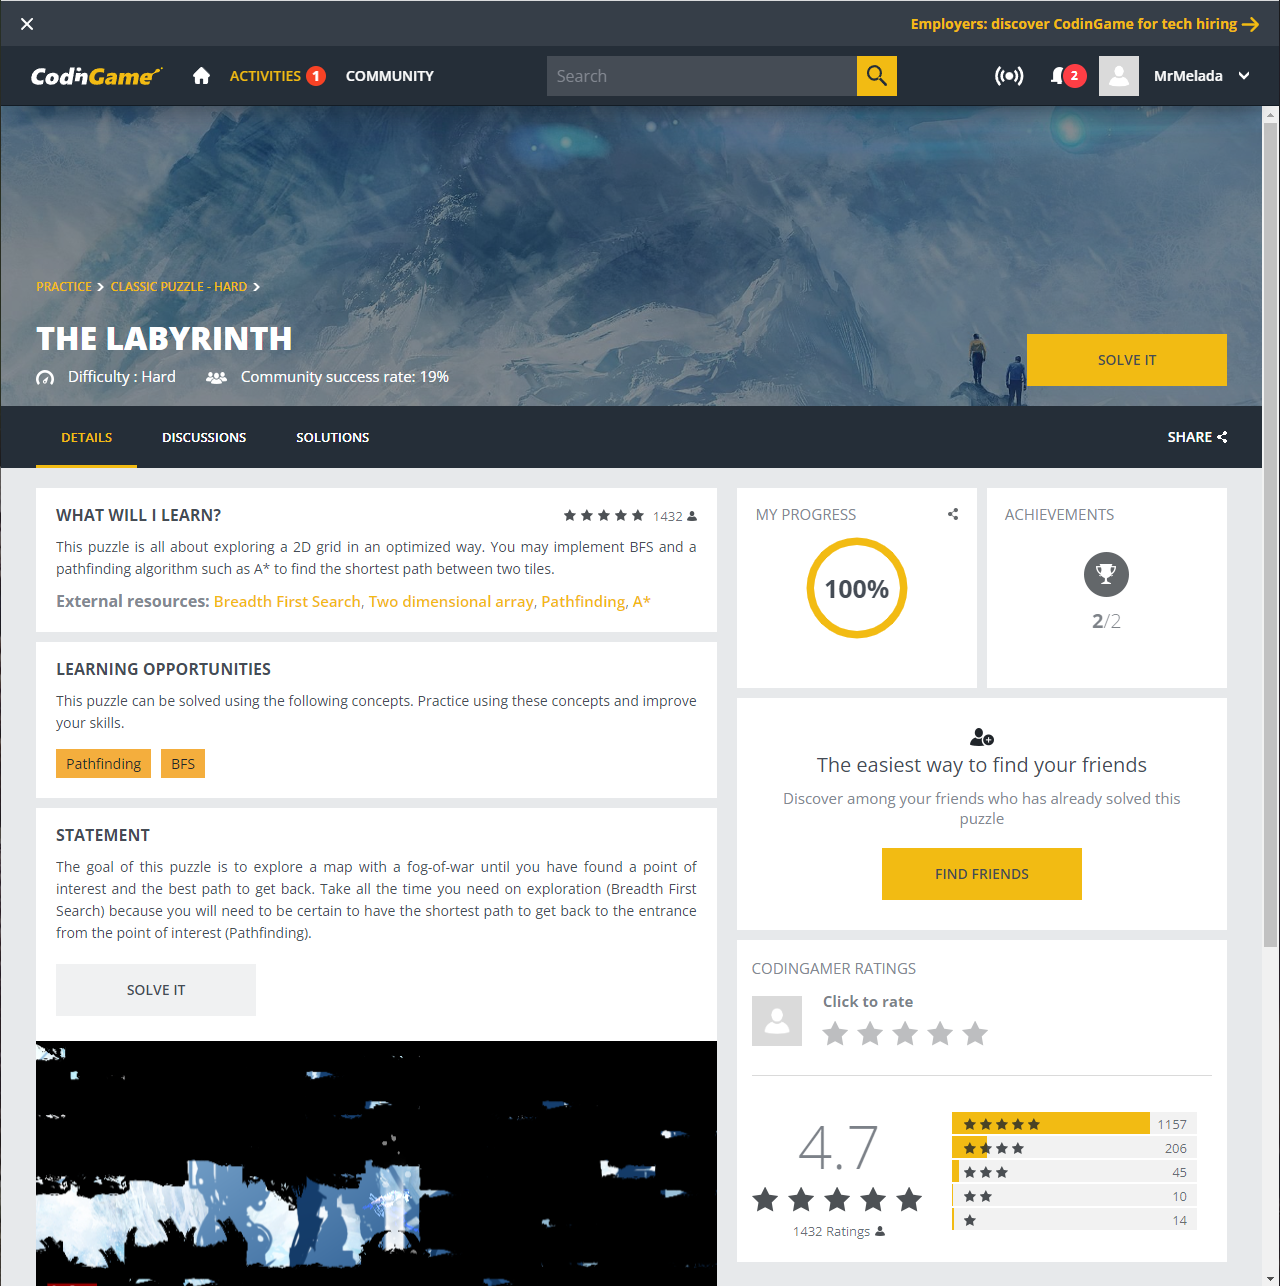 Employers: discover CodinGame for tech hiring
CodinGame
ACTIVITIES 1
COMMUNITY
Search
2
MrMelada
PRACTICE
CLASSIC PUZZLE - HARD
THE LABYRINTH
Difficulty : Hard
Community success rate: 19%
SOLVE IT
DETAILS
DISCUSSIONS
SOLUTIONS
SHARE
WHAT WILL I LEARN?
1432
This puzzle is all about exploring a 2D grid in an optimized way. You may implement BFS and a
pathfinding algorithm such as A* to find the shortest path between two tiles.
External resources: Breadth First Search, Two dimensional array, Pathfinding, A*
LEARNING OPPORTUNITIES
This puzzle can be solved using the following concepts. Practice using these concepts and improve
your skills.
Pathfinding
BFS
STATEMENT
The goal of this puzzle is to explore a map with a fog-of-war until you have found a point of
interest and the best path to get back. Take all the time you need on exploration (Breadth First
Search) because you will need to be certain to have the shortest path to get back to the entrance
from the point of interest (Pathfinding).
SOLVE IT
MY PROGRESS
100%
ACHIEVEMENTS
2/2
The easiest way to find your friends
Discover among your friends who has already solved this
puzzle
FIND FRIENDS
CODINGAMER RATINGS
Click to rate
4.7
1432 Ratings
1157
206
45
10
14